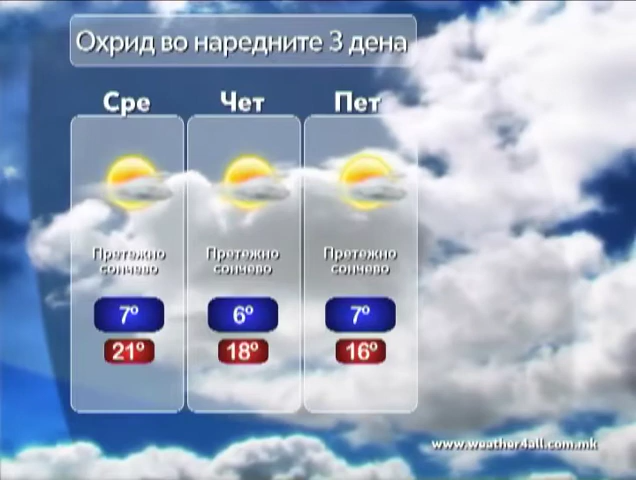 Охрид во наредните 3 дена
Сре Чет Пет
Претежно Претежно Претежно
сончево сончево сончево
7º 6º 7º
21º 18º 16º
www.weather4all.com.mk